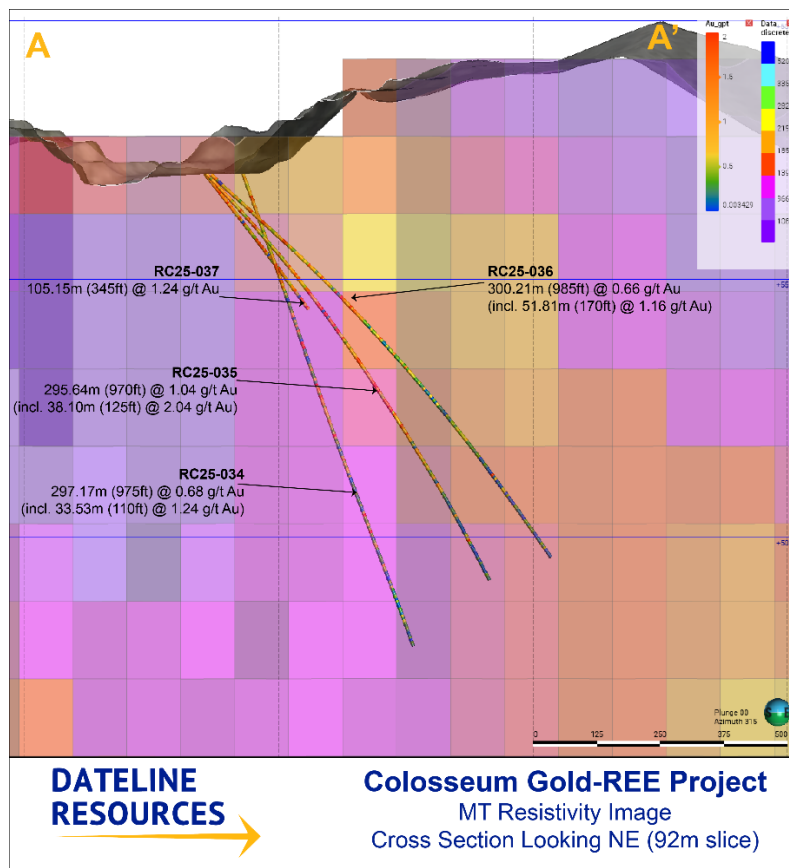 A
A'
Au_gpt
Data_
discrete
2
1.5
1
0.5
0.003429
RC25-037
105.15m (345ft) @ 1.24 g/t Au
RC25-036
300.21m (985ft) @ 0.66 g/t Au
(incl. 51.81m (170ft) @ 1.16 g/t Au)
RC25-035
295.64m (970ft) @ 1.04 g/t Au
(incl. 38.10m (125ft) @ 2.04 g/t Au)
RC25-034
297.17m (975ft) @ 0.68 g/t Au
(incl. 33.53m (110ft) @ 1.24 g/t Au)
Plunge 00
Azimuth 315
0 125 250 375 500
DATELINE
RESOURCES
Colosseum Gold-REE Project
MT Resistivity Image
Cross Section Looking NE (92m slice)